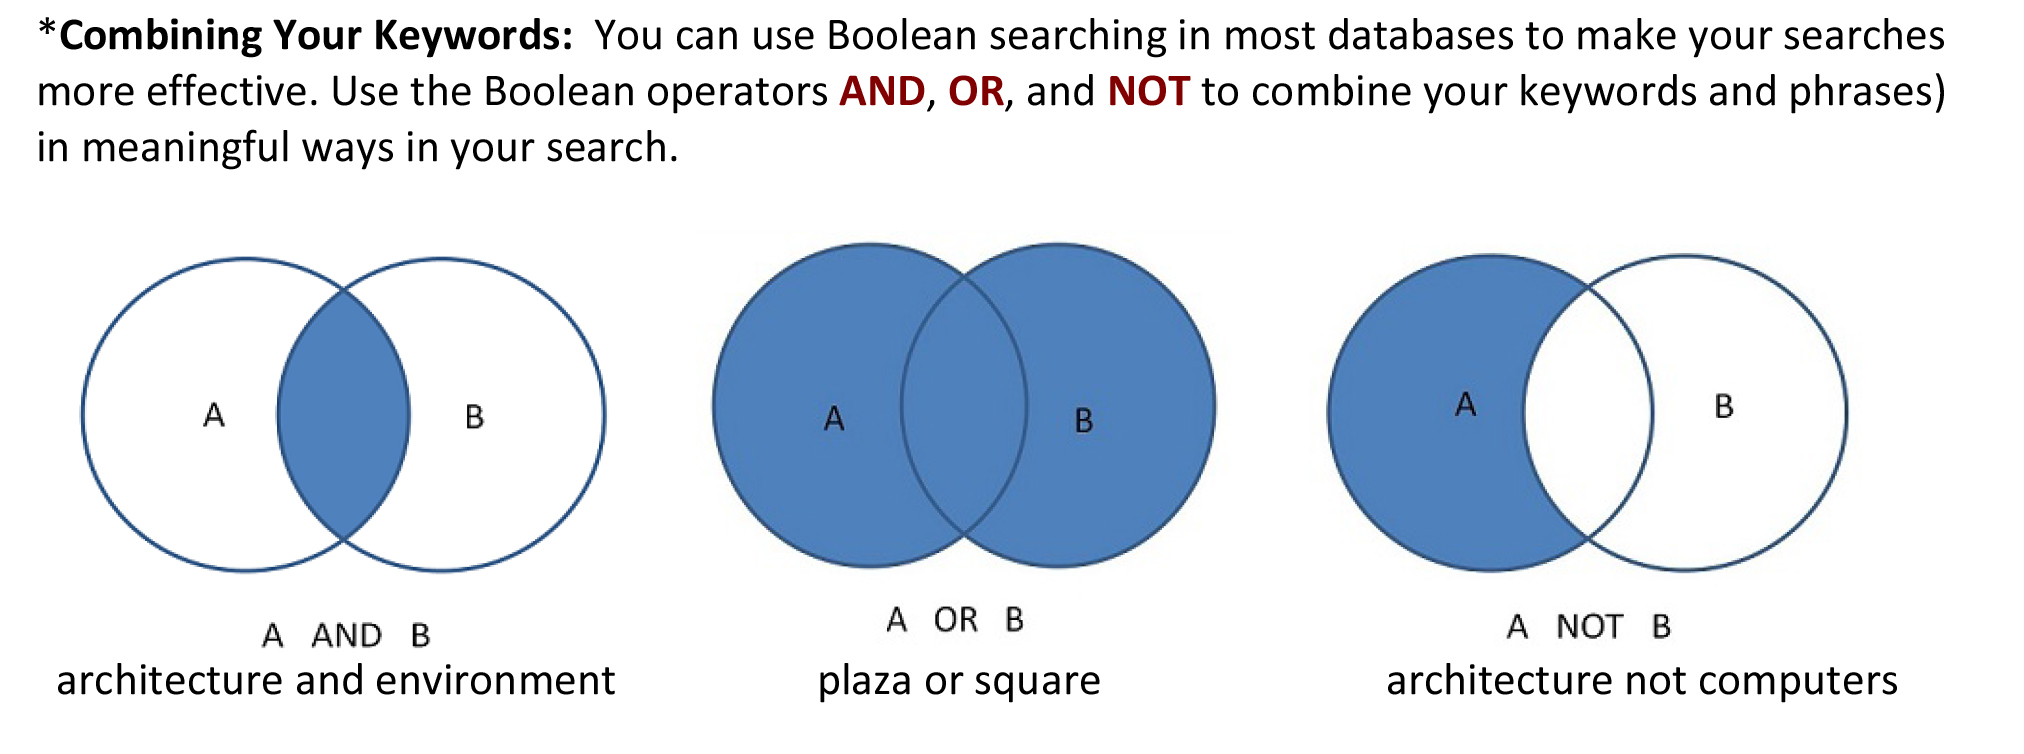 *Combining Your Keywords: You can use Boolean searching in most databases to make your searches
more effective. Use the Boolean operators AND, OR, and NOT to combine your keywords and phrases)
in meaningful ways in your search.
A B
A B
A B
A AND B
A OR B
A NOT B
architecture and environment
plaza or square
architecture not computers